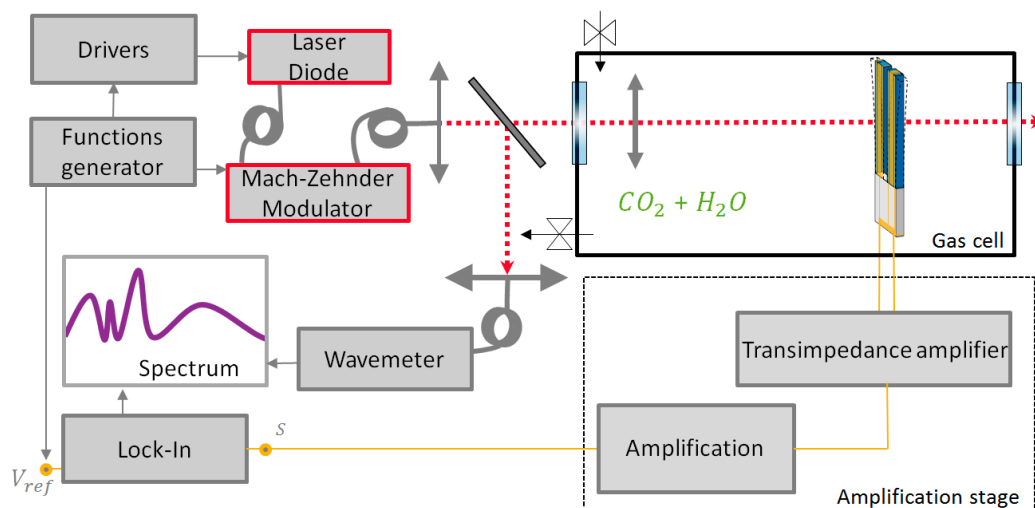 Drivers
Laser
Diode
Functions
generator
Mach-Zehnder
Modulator
CO₂ + H₂O
Gas cell
Spectrum
Wavemeter
Transimpedance amplifier
S
Lock-In
Amplification
V_ref
Amplification stage